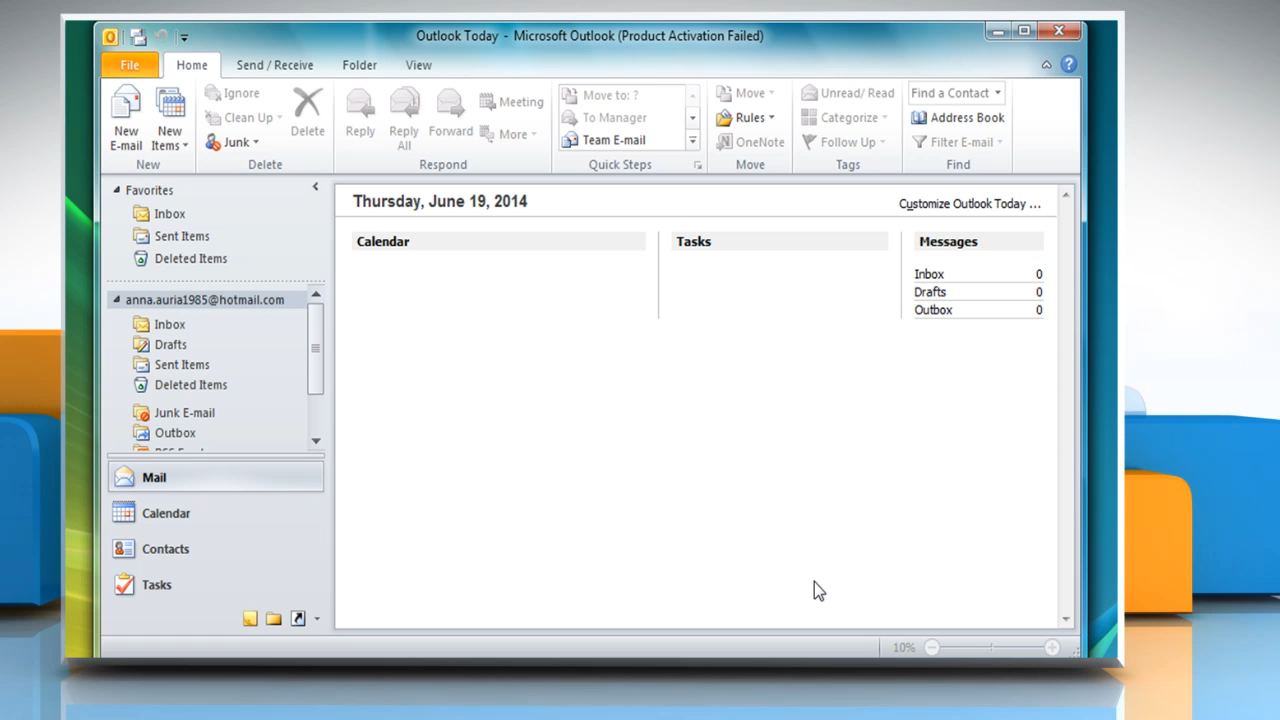 Outlook Today - Microsoft Outlook (Product Activation Failed)
File Home Send / Receive Folder View
New E-mail
New Items
New
Ignore
Clean Up
Junk
Delete
Delete
Reply
Reply All
Forward
Meeting
More
Respond
Move to: ?
To Manager
Team E-mail
Quick Steps
Move
Rules
OneNote
Move
Unread/ Read
Categorize
Follow Up
Tags
Find a Contact
Address Book
Filter E-mail
Find
Favorites
Inbox
Sent Items
Deleted Items
anna.auria1985@hotmail.com
Inbox
Drafts
Sent Items
Deleted Items
Junk E-mail
Outbox
Mail
Calendar
Contacts
Tasks
Thursday, June 19, 2014
Customize Outlook Today ...
Calendar
Tasks
Messages
Inbox 0
Drafts 0
Outbox 0
10%